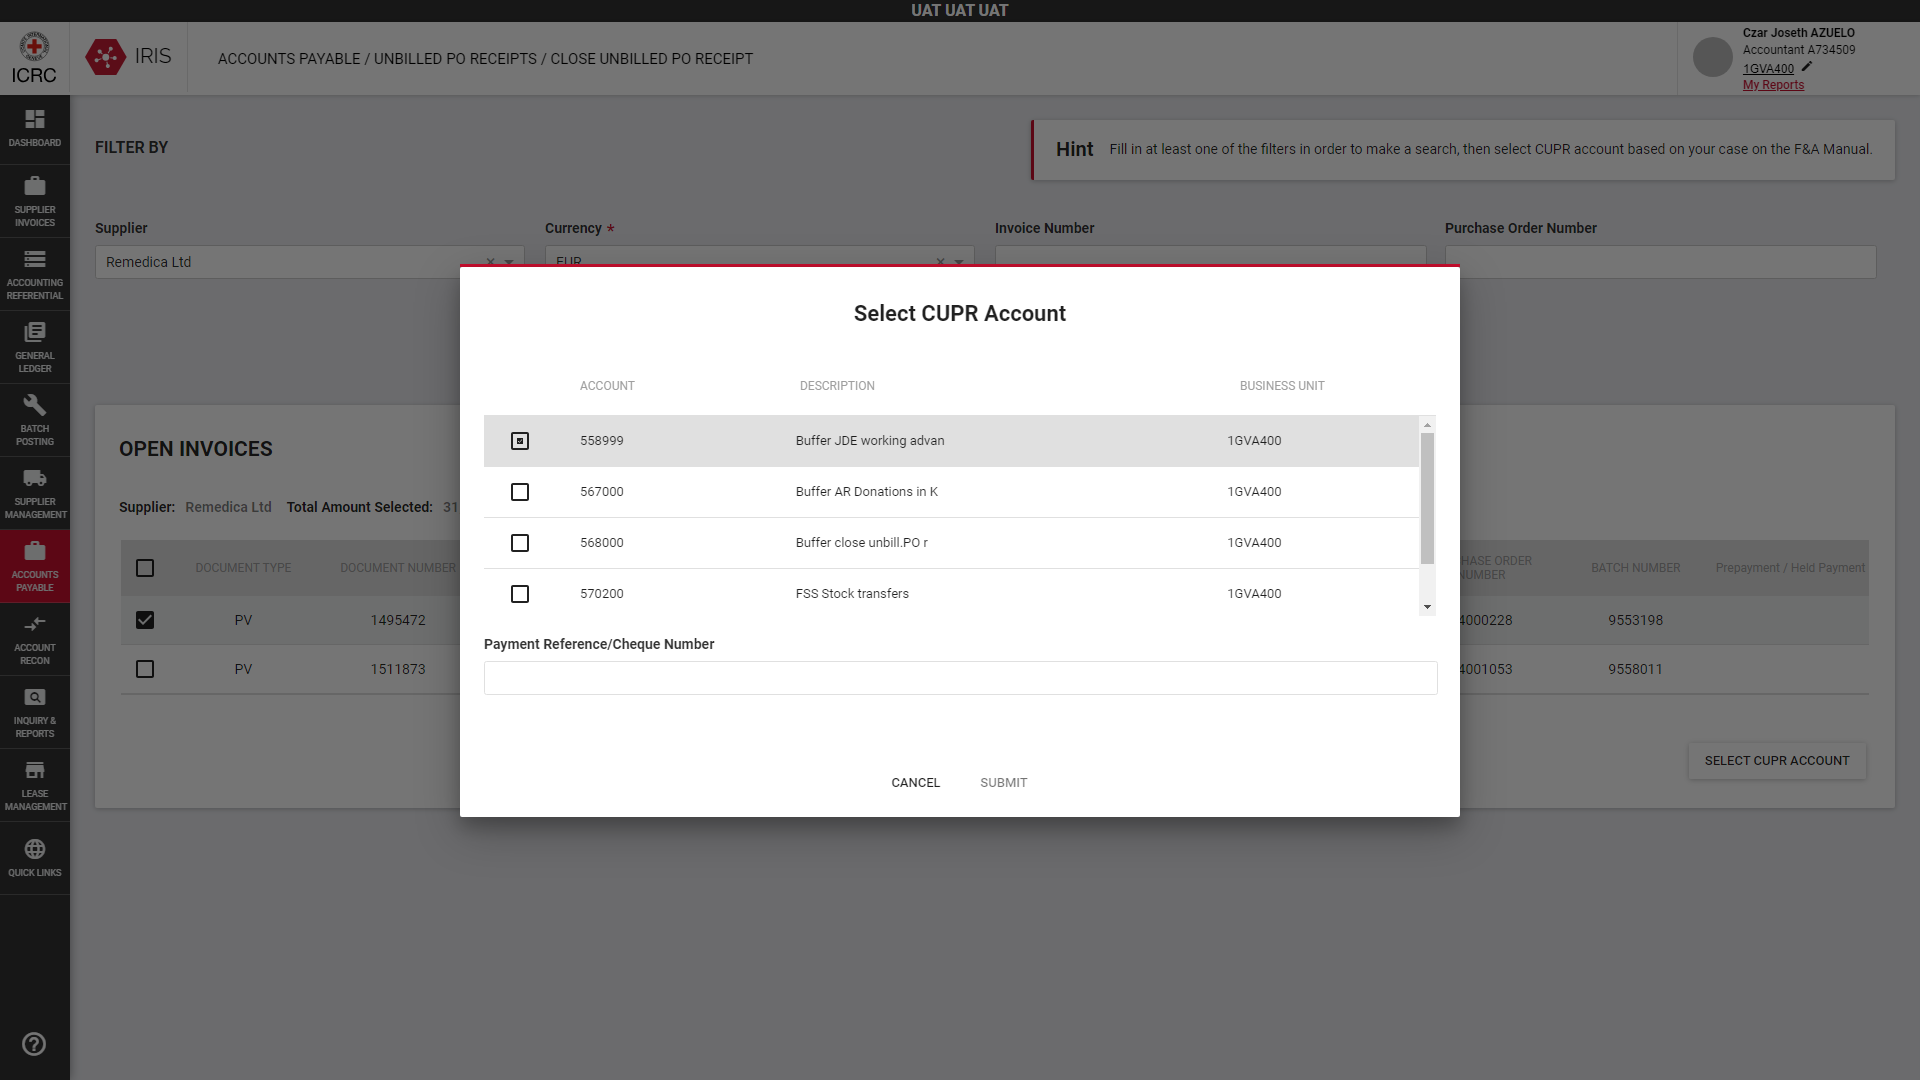 UAT UAT UAT
ICRC
IRIS
ACCOUNTS PAYABLE / UNBILLED PO RECEIPTS / CLOSE UNBILLED PO RECEIPT
Czar Joseth AZUELO
Accountant A734509
1GVA400
My Reports
DASHBOARD
SUPPLIER
INVOICES
ACCOUNTING
REFERENTIAL
GENERAL
LEDGER
BATCH
POSTING
SUPPLIER
MANAGEMENT
ACCOUNTS
PAYABLE
ACCOUNT
RECON
INQUIRY &
REPORTS
LEASE
MANAGEMENT
QUICK LINKS
FILTER BY
Hint Fill in at least one of the filters in order to make a search, then select CUPR account based on your case on the F&A Manual.
Supplier Currency * Invoice Number Purchase Order Number
Remedica Ltd EUR
OPEN INVOICES
Supplier: Remedica Ltd Total Amount Selected: 31
DOCUMENT TYPE DOCUMENT NUMBER HASE ORDER
NUMBER BATCH NUMBER Prepayment / Held Payment
PV 1495472 4000228 9553198
PV 1511873 4001053 9558011
SELECT CUPR ACCOUNT
Select CUPR Account
ACCOUNT DESCRIPTION BUSINESS UNIT
558999 Buffer JDE working advan 1GVA400
567000 Buffer AR Donations in K 1GVA400
568000 Buffer close unbill.PO r 1GVA400
570200 FSS Stock transfers 1GVA400
Payment Reference/Cheque Number
CANCEL SUBMIT